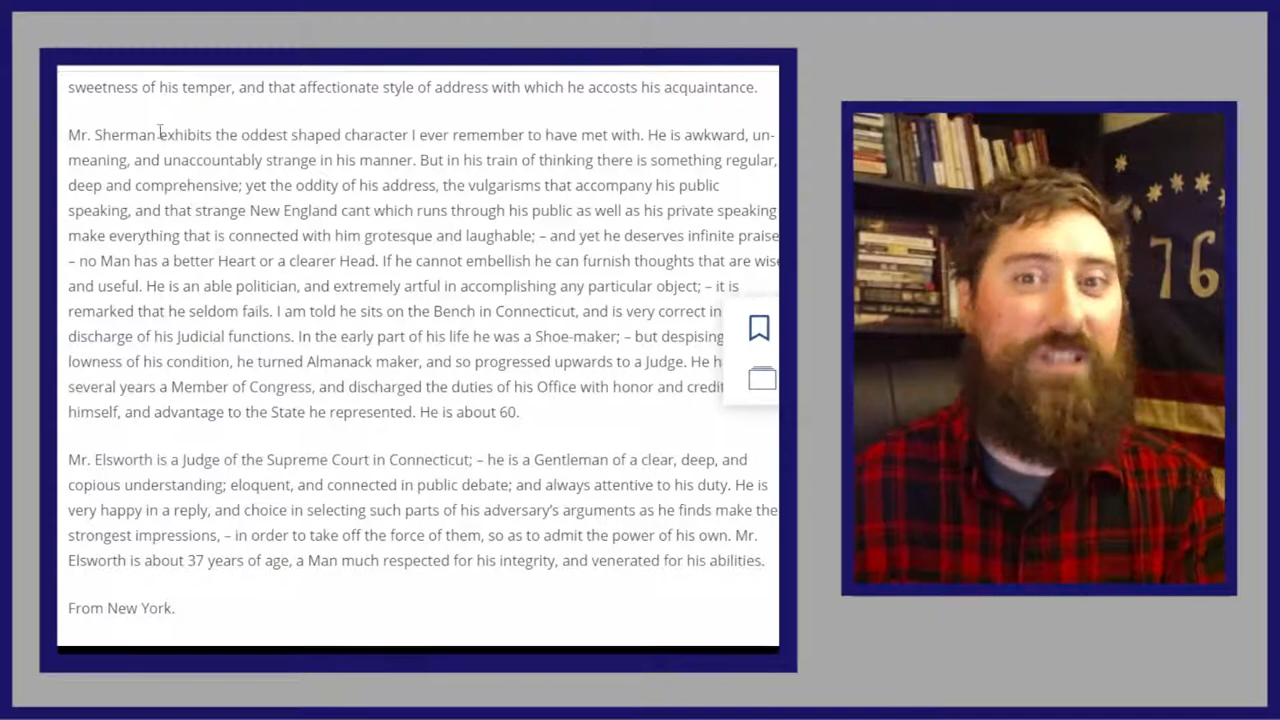 sweetness of his temper, and that affectionate style of address with which he accosts his acquaintance.
Mr. Sherman exhibits the oddest shaped character I ever remember to have met with. He is awkward, un-
meaning, and unaccountably strange in his manner. But in his train of thinking there is something regular,
deep and comprehensive; yet the oddity of his address, the vulgarisms that accompany his public
speaking, and that strange New England cant which runs through his public as well as his private speaking
make everything that is connected with him grotesque and laughable; – and yet he deserves infinite praise
– no Man has a better Heart or a clearer Head. If he cannot embellish he can furnish thoughts that are wise
and useful. He is an able politician, and extremely artful in accomplishing any particular object; – it is
remarked that he seldom fails. I am told he sits on the Bench in Connecticut, and is very correct in
discharge of his Judicial functions. In the early part of his life he was a Shoe-maker; – but despising
lowness of his condition, he turned Almanack maker, and so progressed upwards to a Judge. He
several years a Member of Congress, and discharged the duties of his Office with honor and credit
himself, and advantage to the State he represented. He is about 60.
Mr. Elsworth is a Judge of the Supreme Court in Connecticut; – he is a Gentleman of a clear, deep, and
copious understanding; eloquent, and connected in public debate; and always attentive to his duty. He is
very happy in a reply, and choice in selecting such parts of his adversary's arguments as he finds make the
strongest impressions, – in order to take off the force of them, so as to admit the power of his own. Mr.
Elsworth is about 37 years of age, a Man much respected for his integrity, and venerated for his abilities.
From New York.
76